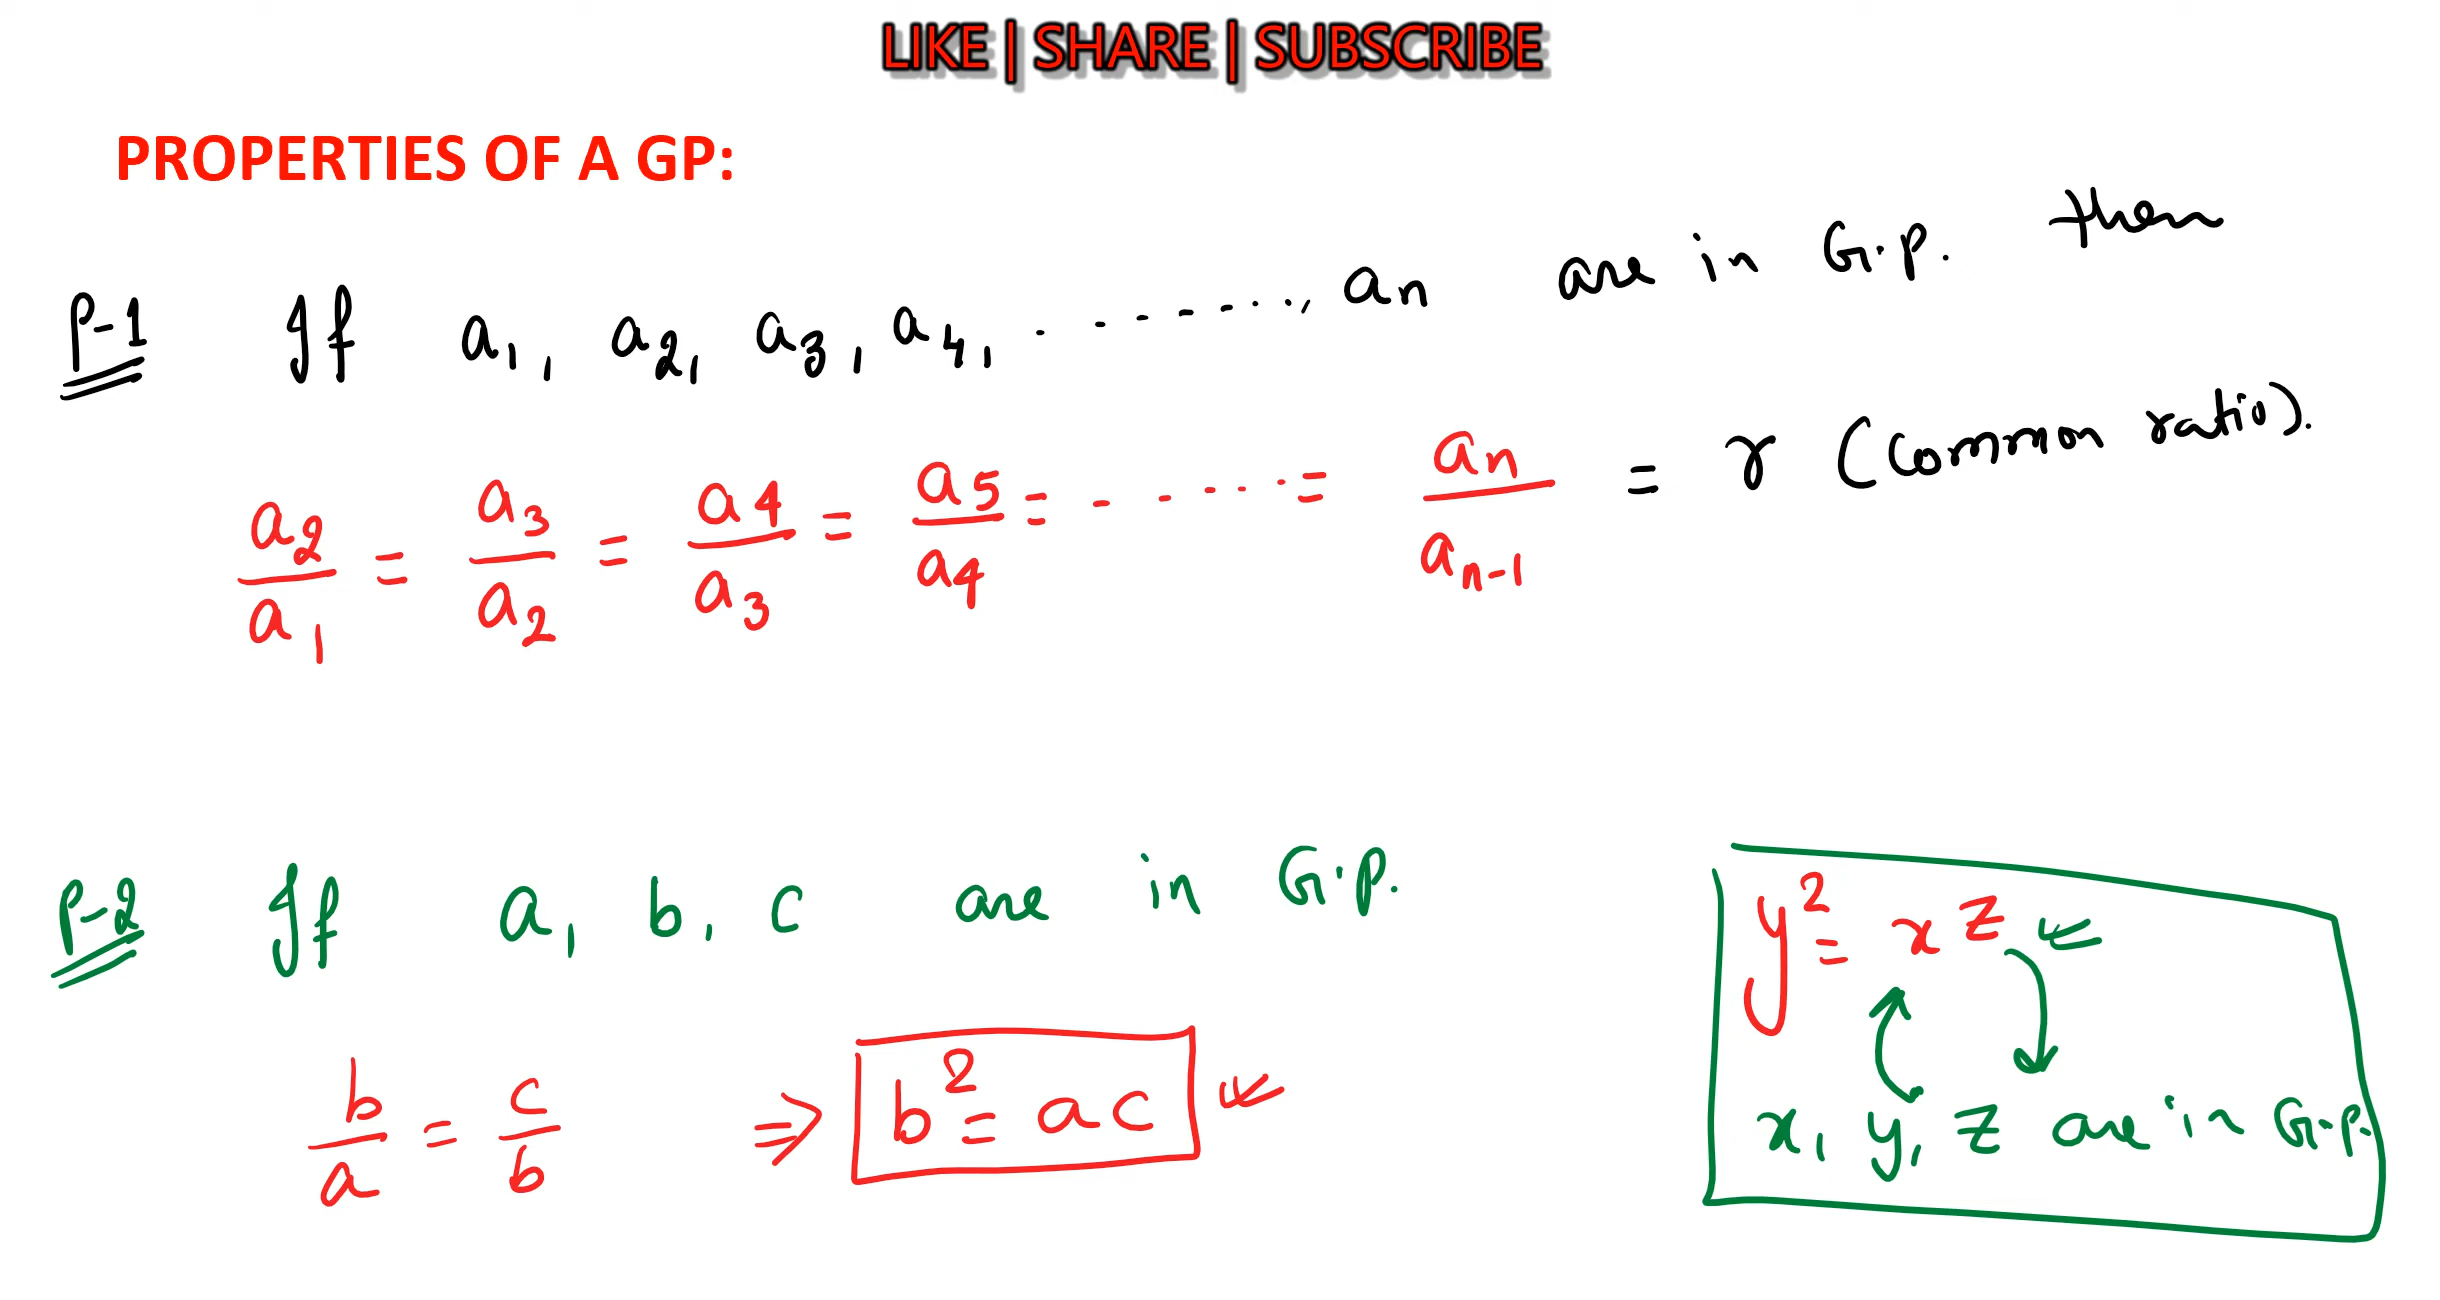 LIKE | SHARE | SUBSCRIBE
PROPERTIES OF A GP:
P-1 If a₁, a₂, a₃, a₄, ........, aₙ are in G.P. then
a₂/a₁ = a₃/a₂ = a₄/a₃ = a₅/a₄ = ....... = aₙ/aₙ₋₁ = r (Common ratio).
P-2 If a, b, c are in G.P.
b/a = c/b ⇒ b² = ac
y² = xz
x, y, z are in G.P.